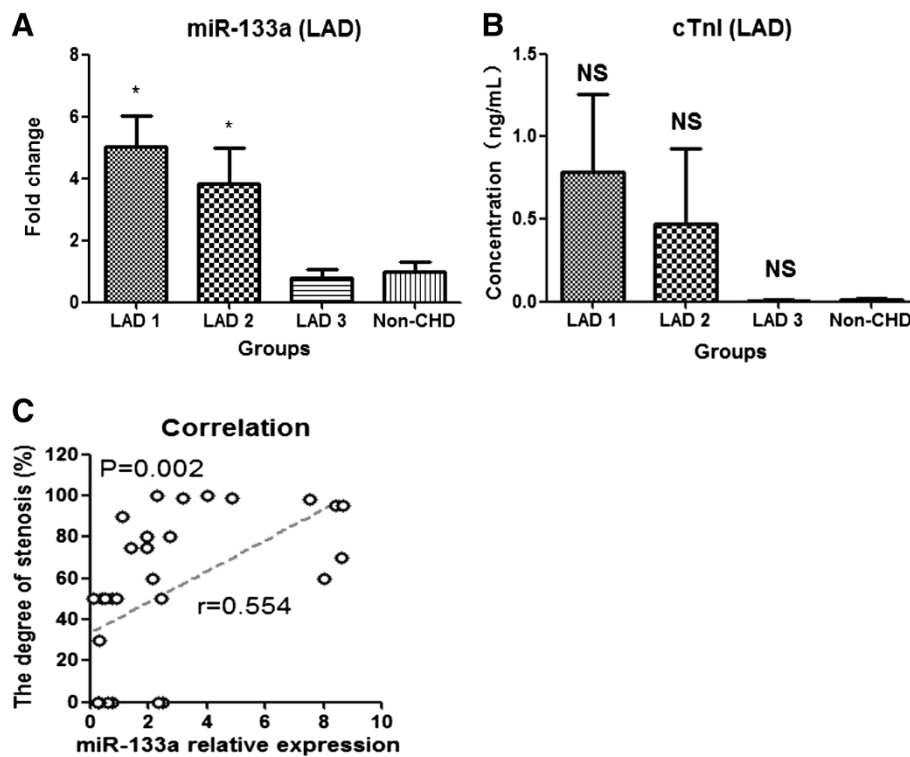 A
miR-133a (LAD)
Fold change
8
6
4
2
0
*
*
LAD 1
LAD 2
LAD 3
Non-CHD
Groups
B
cTnI (LAD)
Concentration (ng/mL)
1.5
1.0
0.5
0.0
NS
NS
NS
LAD 1
LAD 2
LAD 3
Non-CHD
Groups
C
Correlation
The degree of stenosis (%)
120
100
80
60
40
20
0
P=0.002
r=0.554
0
2
4
6
8
10
miR-133a relative expression